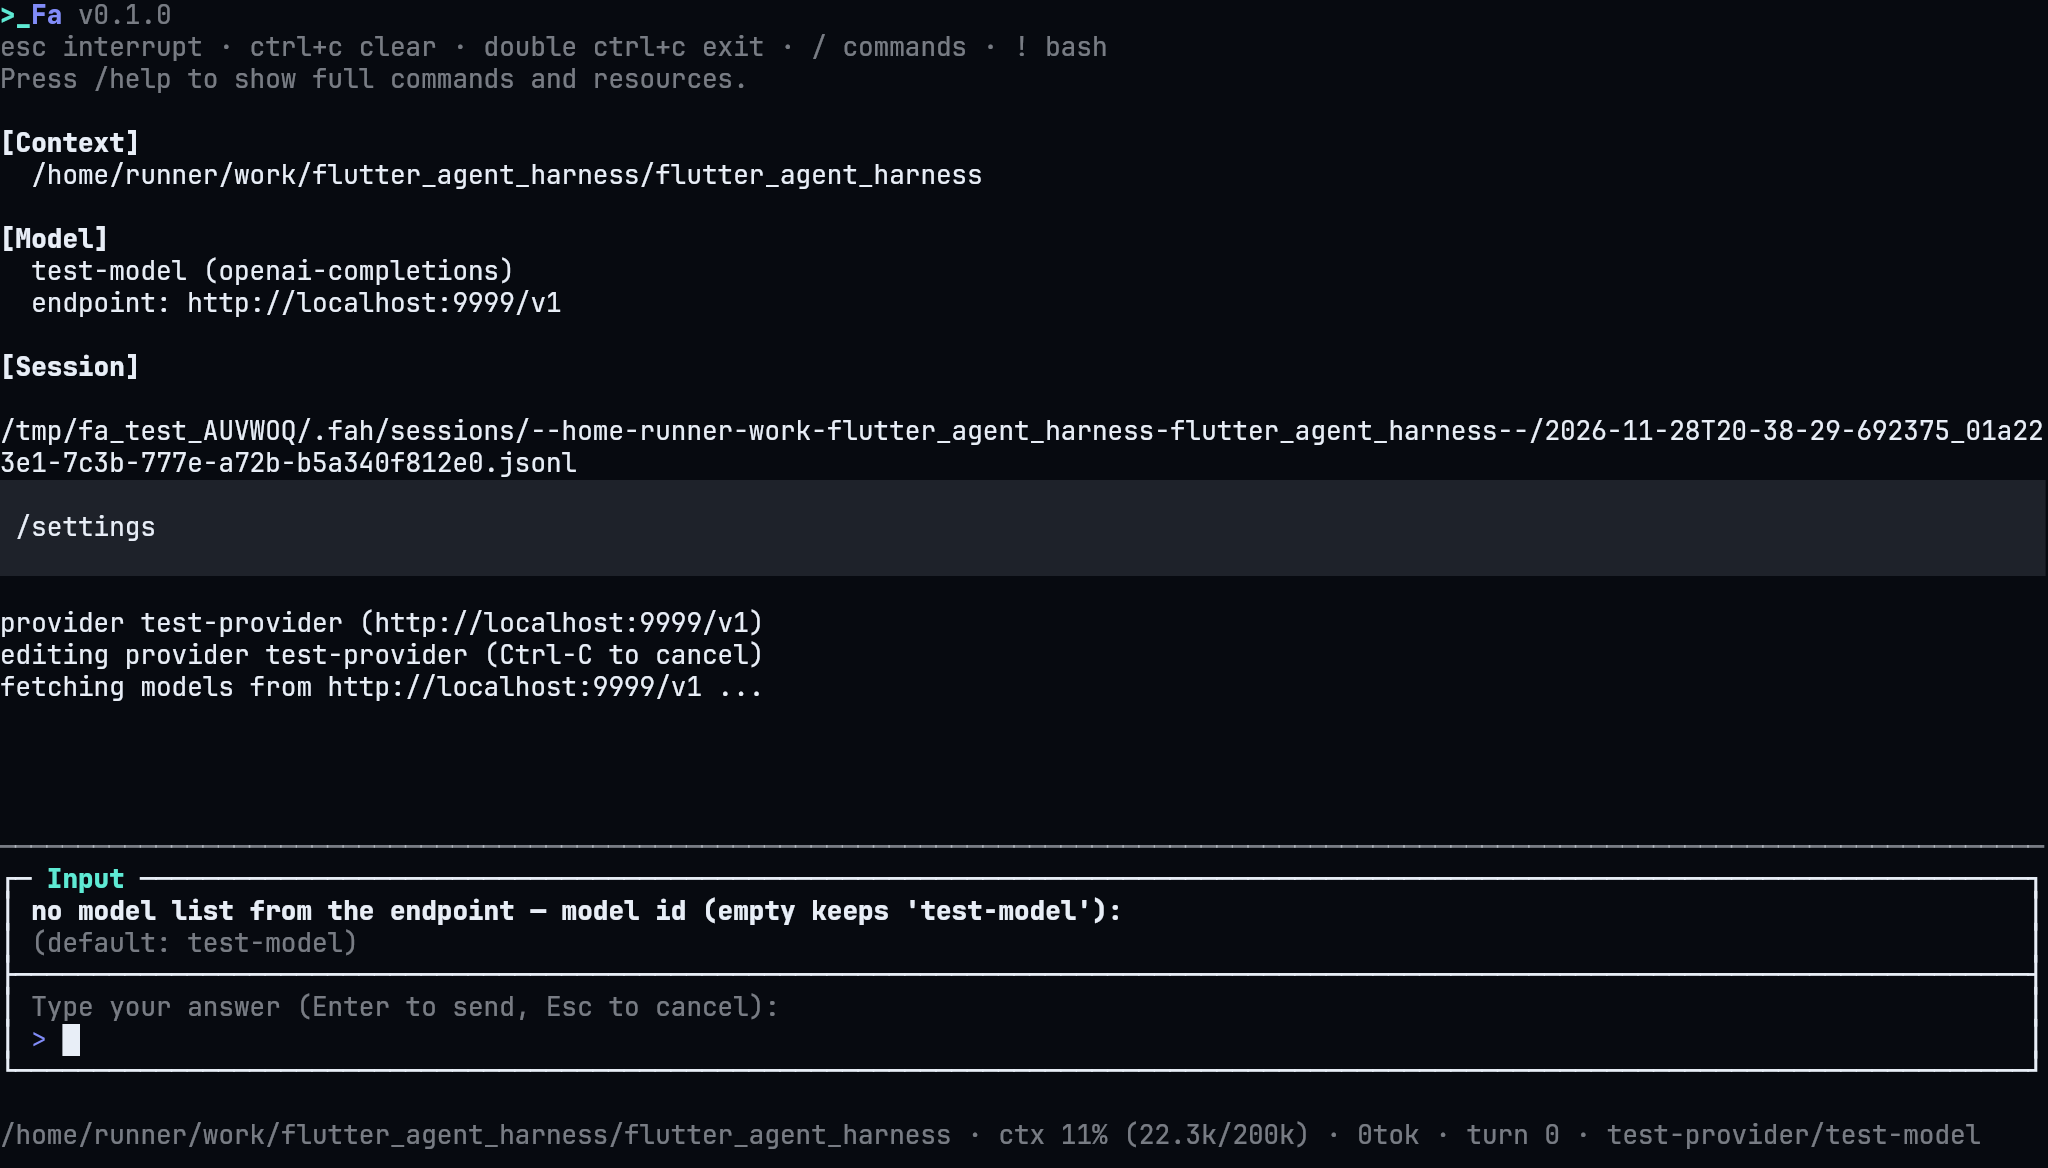 >_Fa v0.1.0
esc interrupt · ctrl+c clear · double ctrl+c exit · / commands · ! bash
Press /help to show full commands and resources.
[Context]
/home/runner/work/flutter_agent_harness/flutter_agent_harness
[Model]
test-model (openai-completions)
endpoint: http://localhost:9999/v1
[Session]
/tmp/fa_test_AUVWOQ/.fah/sessions/--home-runner-work-flutter_agent_harness-flutter_agent_harness--/2026-11-28T20-38-29-692375_01a22
3e1-7c3b-777e-a72b-b5a340f812e0.jsonl
/settings
provider test-provider (http://localhost:9999/v1)
editing provider test-provider (Ctrl-C to cancel)
fetching models from http://localhost:9999/v1 ...
Input
no model list from the endpoint — model id (empty keeps 'test-model'):
(default: test-model)
Type your answer (Enter to send, Esc to cancel):
>
/home/runner/work/flutter_agent_harness/flutter_agent_harness · ctx 11% (22.3k/200k) · 0tok · turn 0 · test-provider/test-model